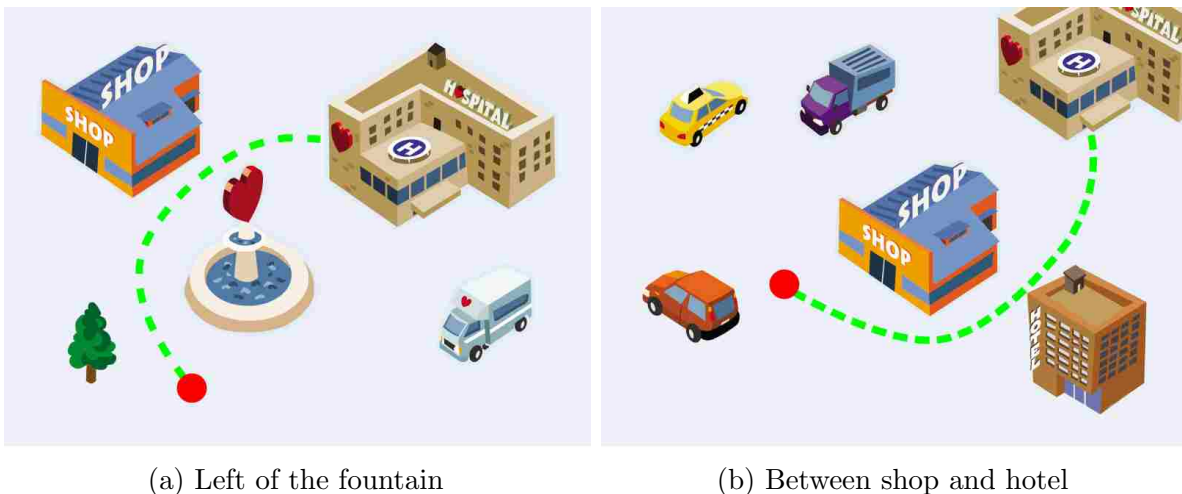 SHOP
SHOP
HOSPITAL
H
(a) Left of the fountain
HOSPITAL
H
SHOP
SHOP
HOTEL
(b) Between shop and hotel